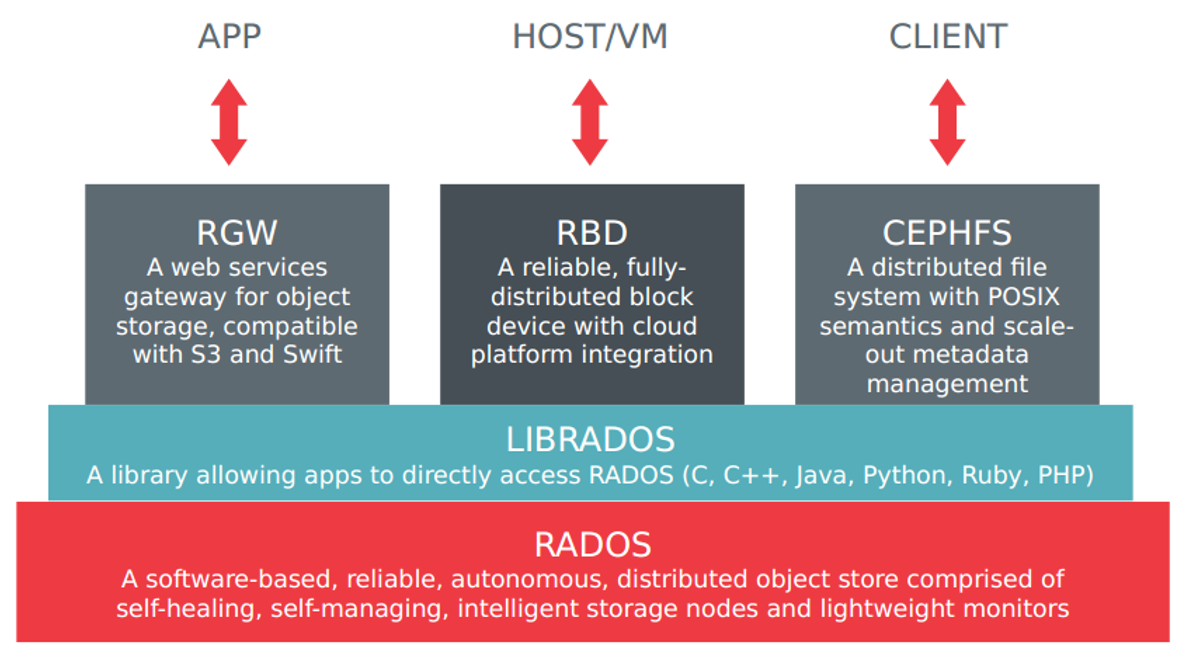 APP
HOST/VM
CLIENT
RGW
A web services
gateway for object
storage, compatible
with S3 and Swift
RBD
A reliable, fully-
distributed block
device with cloud
platform integration
CEPHFS
A distributed file
system with POSIX
semantics and scale-
out metadata
management
LIBRADOS
A library allowing apps to directly access RADOS (C, C++, Java, Python, Ruby, PHP)
RADOS
A software-based, reliable, autonomous, distributed object store comprised of
self-healing, self-managing, intelligent storage nodes and lightweight monitors